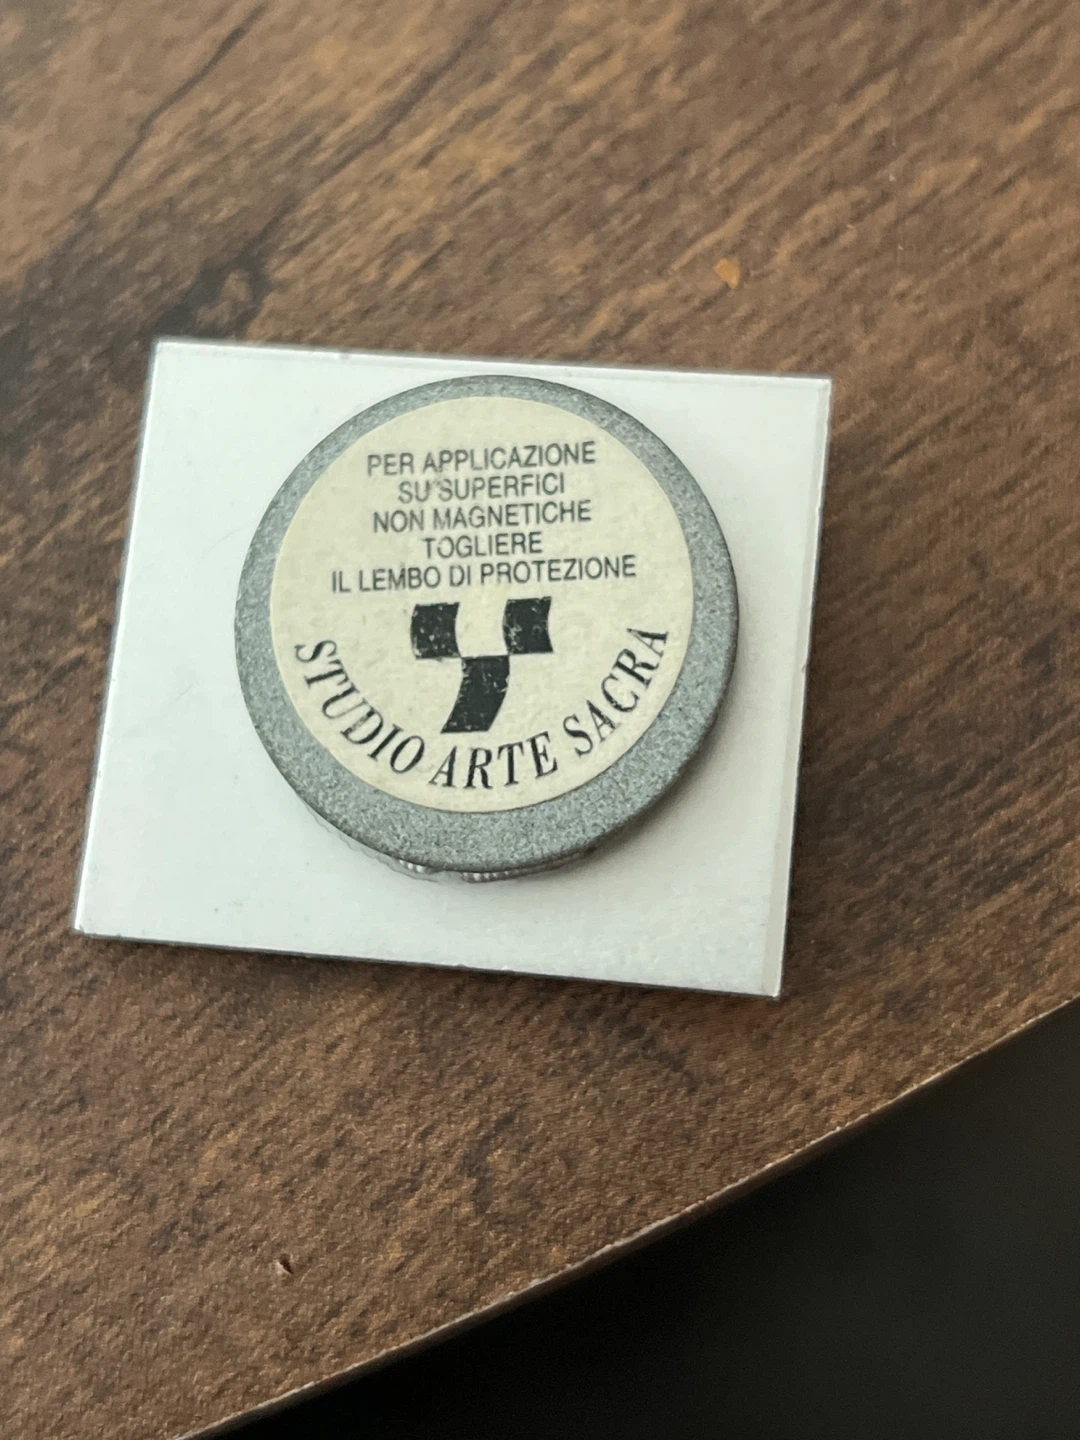 PER APPLICAZIONE
SU SUPERFICI
NON MAGNETICHE
TOGLIERE
IL LEMBO DI PROTEZIONE
STUDIO ARTE SACRA